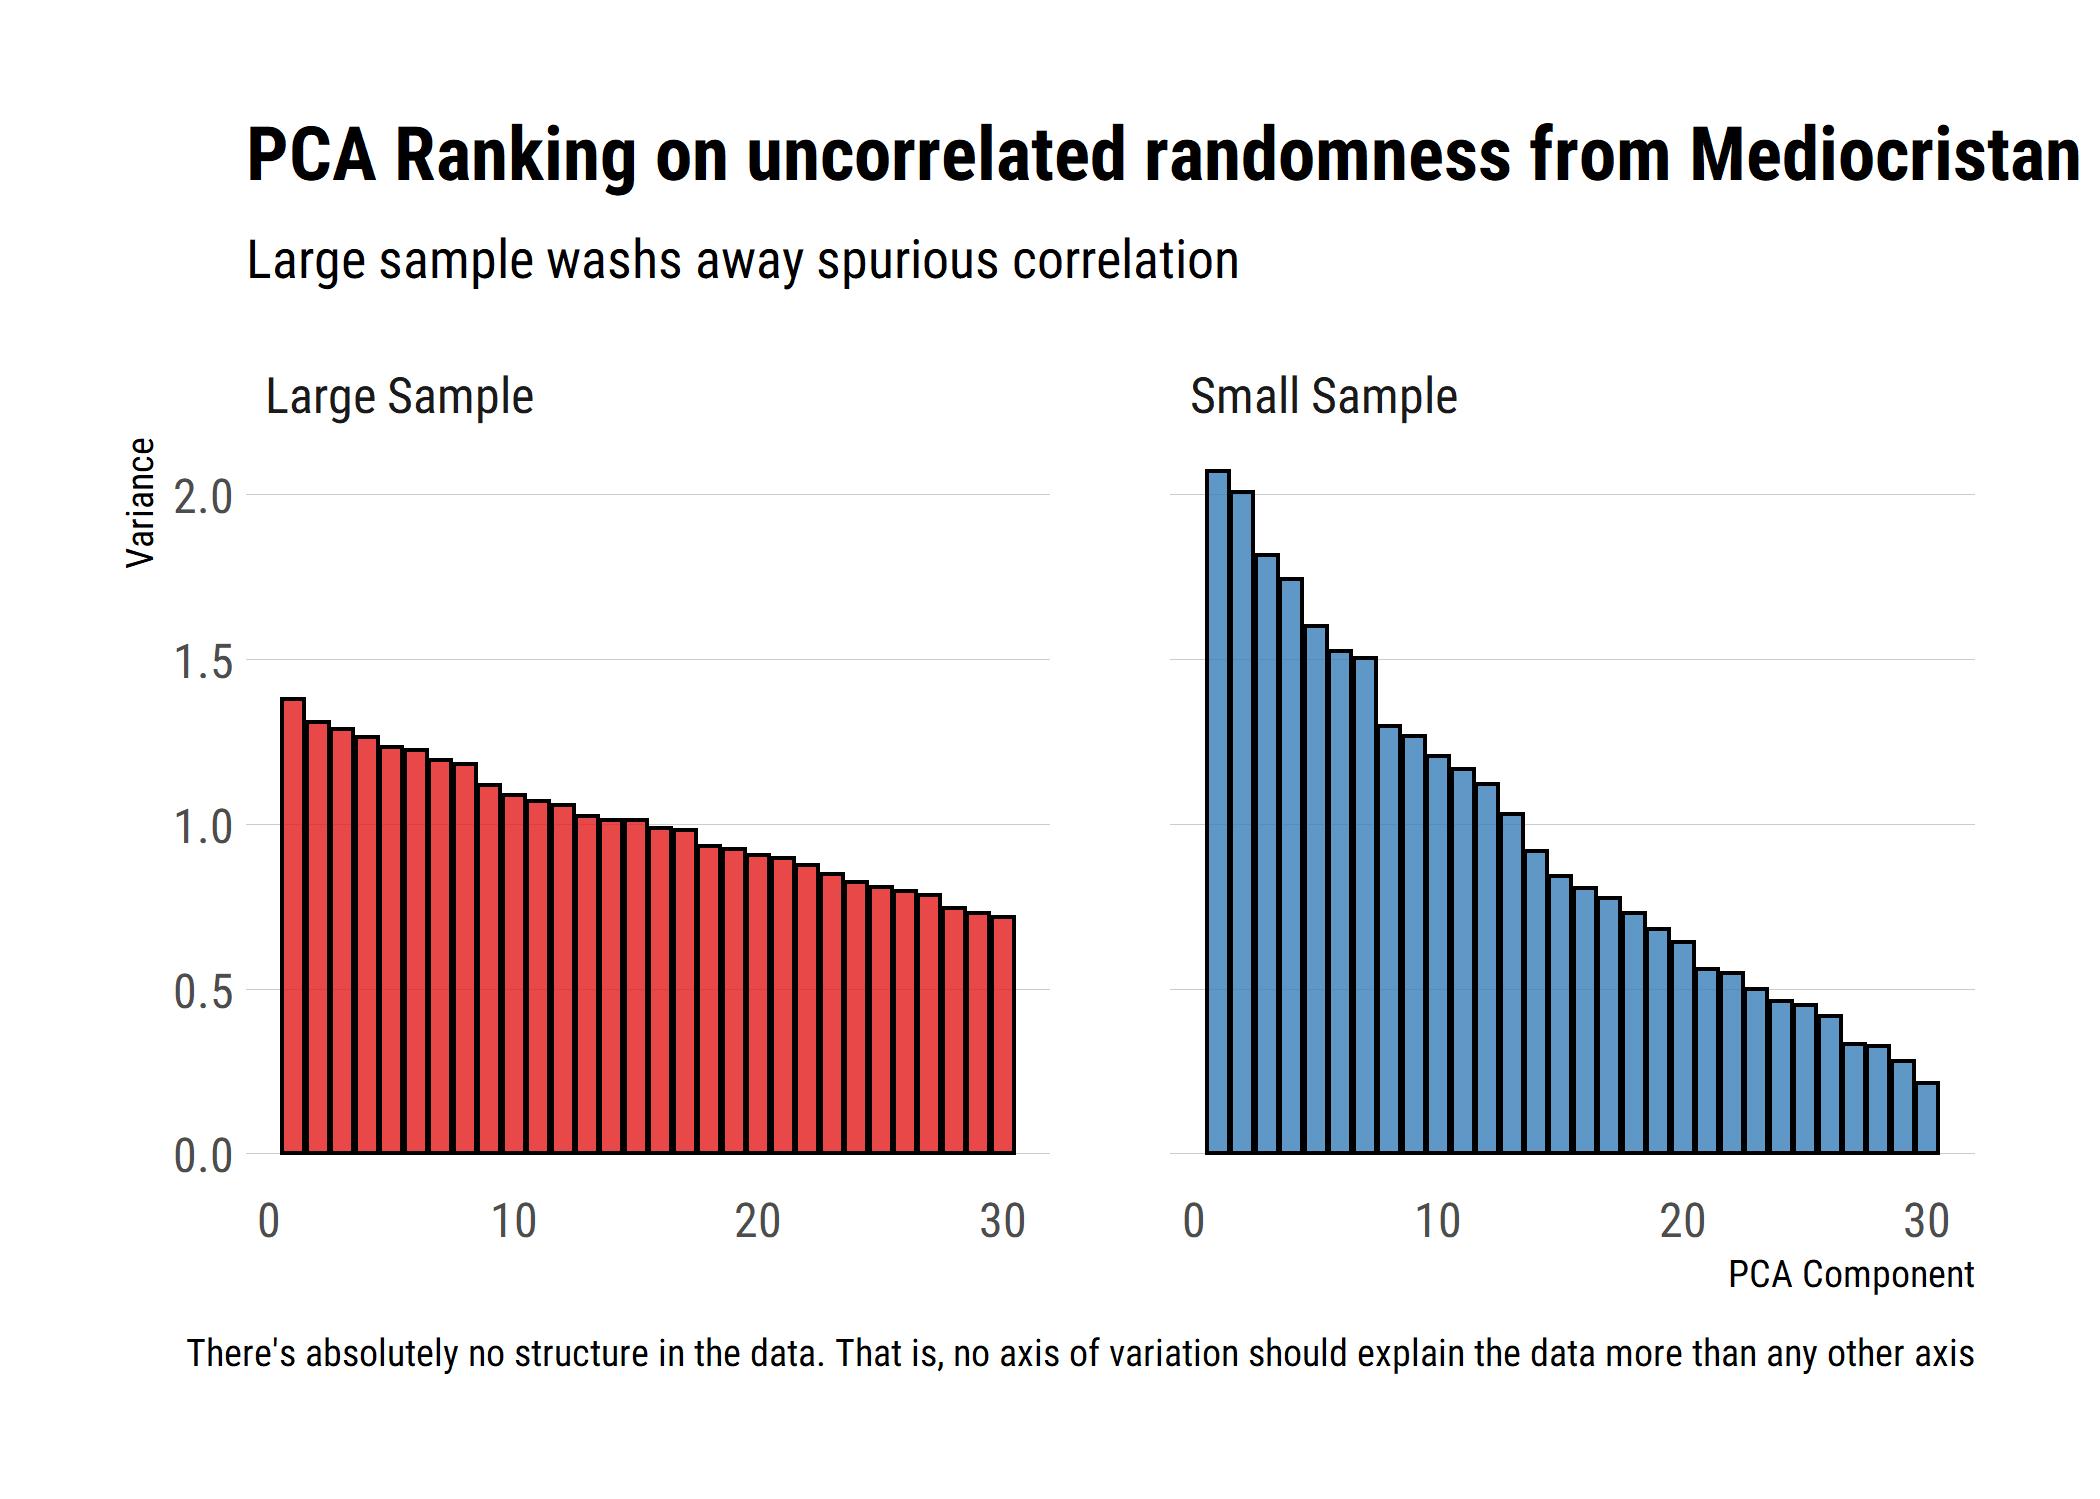 PCA Ranking on uncorrelated randomness from Mediocristan
Large sample washs away spurious correlation
Large Sample
Small Sample
Variance
2.0
1.5
1.0
0.5
0.0
0 10 20 30
0 10 20 30
PCA Component
There's absolutely no structure in the data. That is, no axis of variation should explain the data more than any other axis